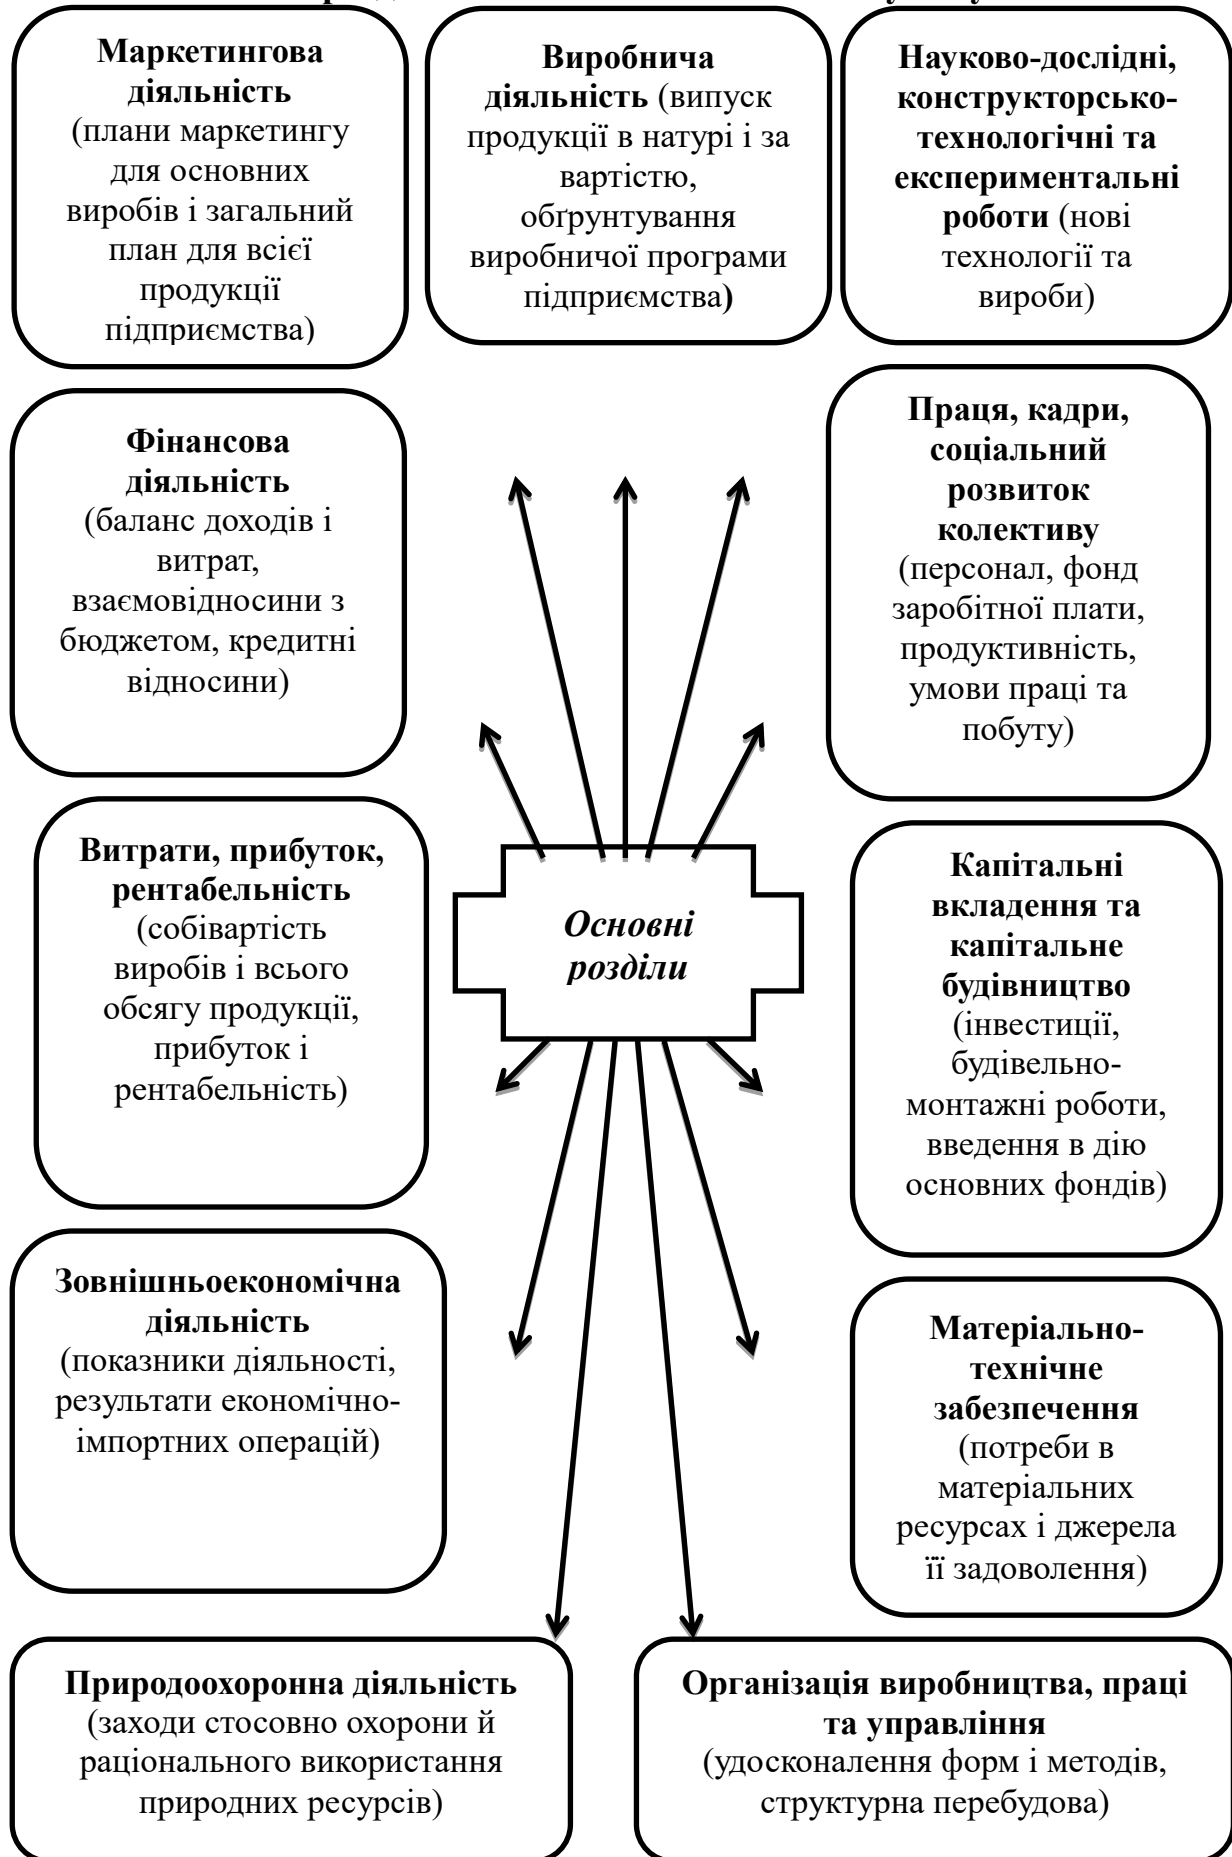 Маркетингова
діяльність
(плани маркетингу
для основних
виробів і загальний
план для всієї
продукції
підприємства)
Виробнича
діяльність (випуск
продукції в натурі і за
вартістю,
обґрунтування
виробничої програми
підприємства)
Науково-дослідні,
конструкторсько-
технологічні та
експериментальні
роботи (нові
технології та
вироби)
Фінансова
діяльність
(баланс доходів і
витрат,
взаємовідносини з
бюджетом, кредитні
відносини)
Праця, кадри,
соціальний
розвиток
колективу
(персонал, фонд
заробітної плати,
продуктивність,
умови праці та
побуту)
Витрати, прибуток,
рентабельність
(собівартість
виробів і всього
обсягу продукції,
прибуток і
рентабельність)
Основні
розділи
Капітальні
вкладення та
капітальне
будівництво
(інвестиції,
будівельно-
монтажні роботи,
введення в дію
основних фондів)
Зовнішньоекономічна
діяльність
(показники діяльності,
результати економічно-
імпортних операцій)
Матеріально-
технічне
забезпечення
(потреби в
матеріальних
ресурсах і джерела
її задоволення)
Природоохоронна діяльність
(заходи стосовно охорони й
раціонального використання
природних ресурсів)
Організація виробництва, праці
та управління
(удосконалення форм і методів,
структурна перебудова)